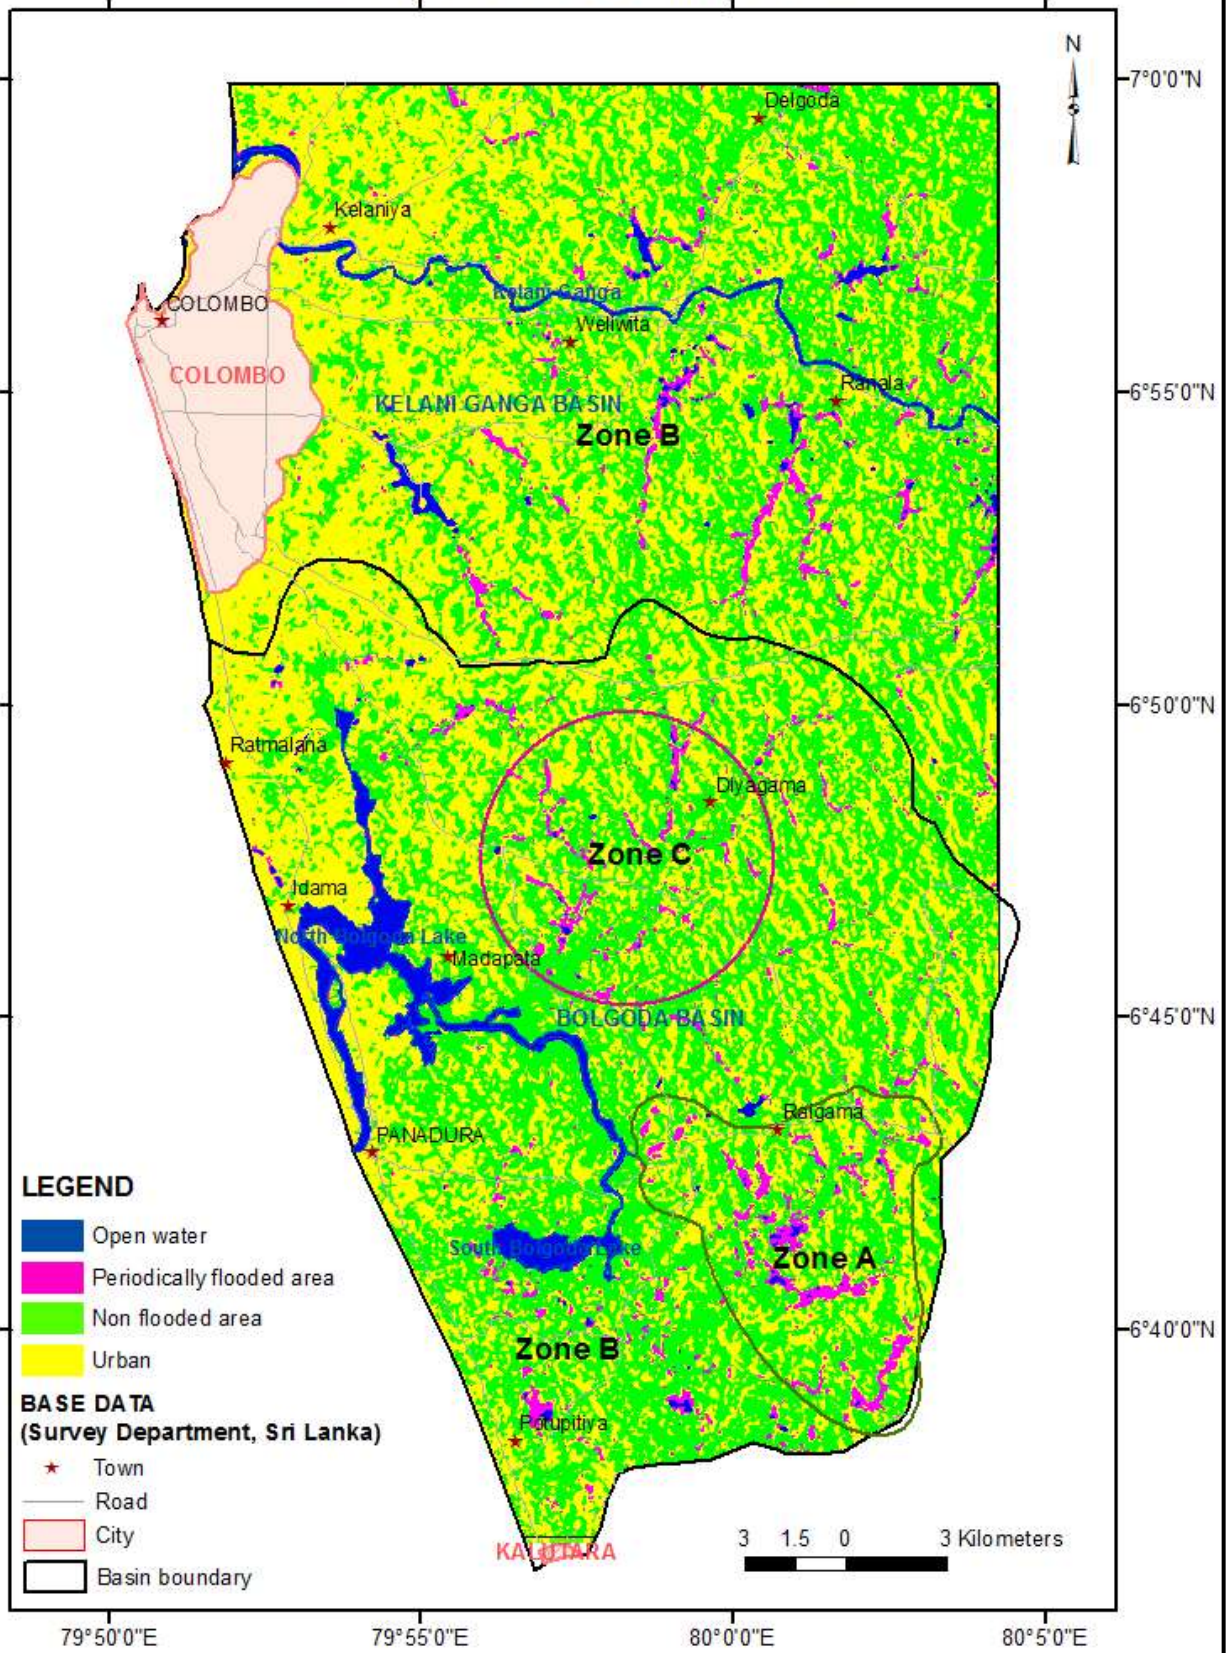 N
7°0'0"N
Delgoda
Kelaniya
COLOMBO
Kelani Ganga
Weliwita
COLOMBO
Ranala
6°55'0"N
KELANI GANGA BASIN
Zone B
6°50'0"N
Ratmalana
Diyagama
Zone C
Idama
North Bolgoda Lake
Madapata
BOLGODA BASIN
6°45'0"N
Raigama
PANADURA
South Bolgoda Lake
Zone A
6°40'0"N
Zone B
Potupitiya
KALUTARA
LEGEND
Open water
Periodically flooded area
Non flooded area
Urban
BASE DATA
(Survey Department, Sri Lanka)
Town
Road
City
Basin boundary
3 1.5 0 3 Kilometers
79°50'0"E 79°55'0"E 80°0'0"E 80°5'0"E